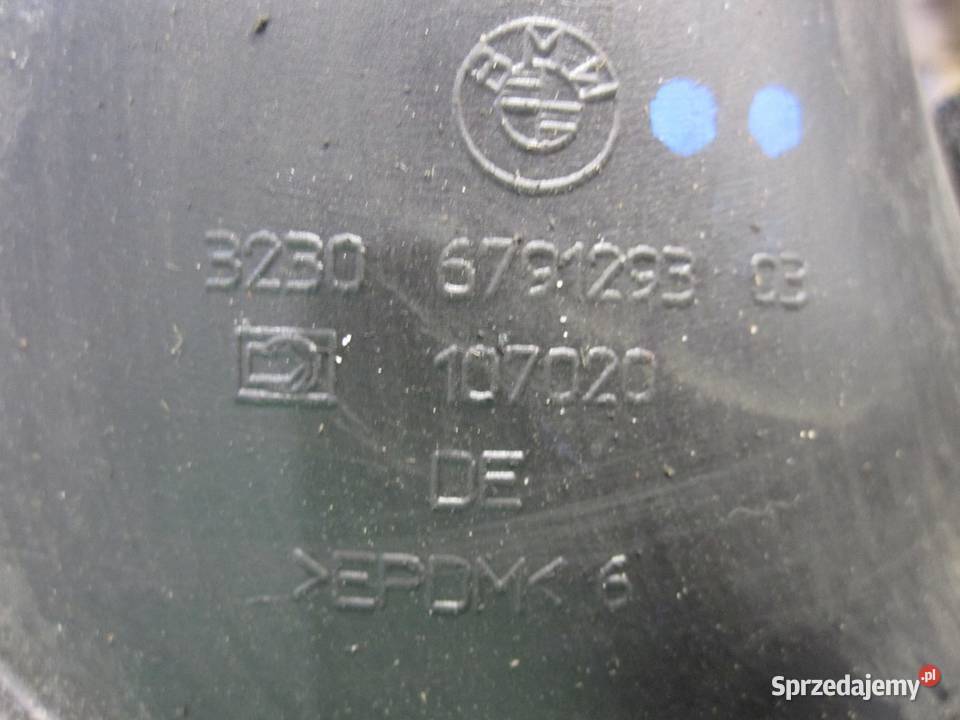 BMW
3230 6791293 03
107020
DE
>EPDM< 6
Sprzedajemy.pl